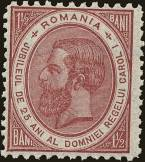 1½ ROMANIA BANI
JUBILEUL DE 25 ANI AL DOMNIEI REGELUI CAROL I
BANI 1½